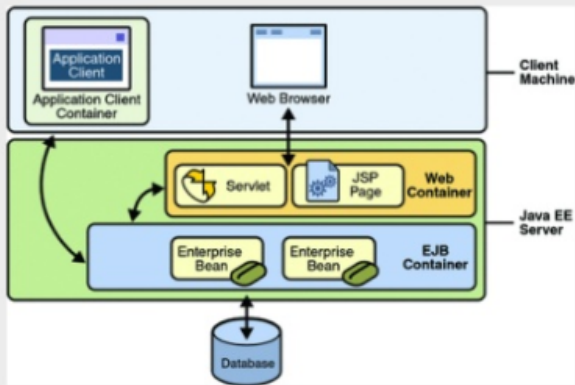 Application
Client
Application Client
Container
Web Browser
Client
Machine
Servlet
JSP
Page
Web
Container
Java EE
Server
Enterprise
Bean
Enterprise
Bean
EJB
Container
Database